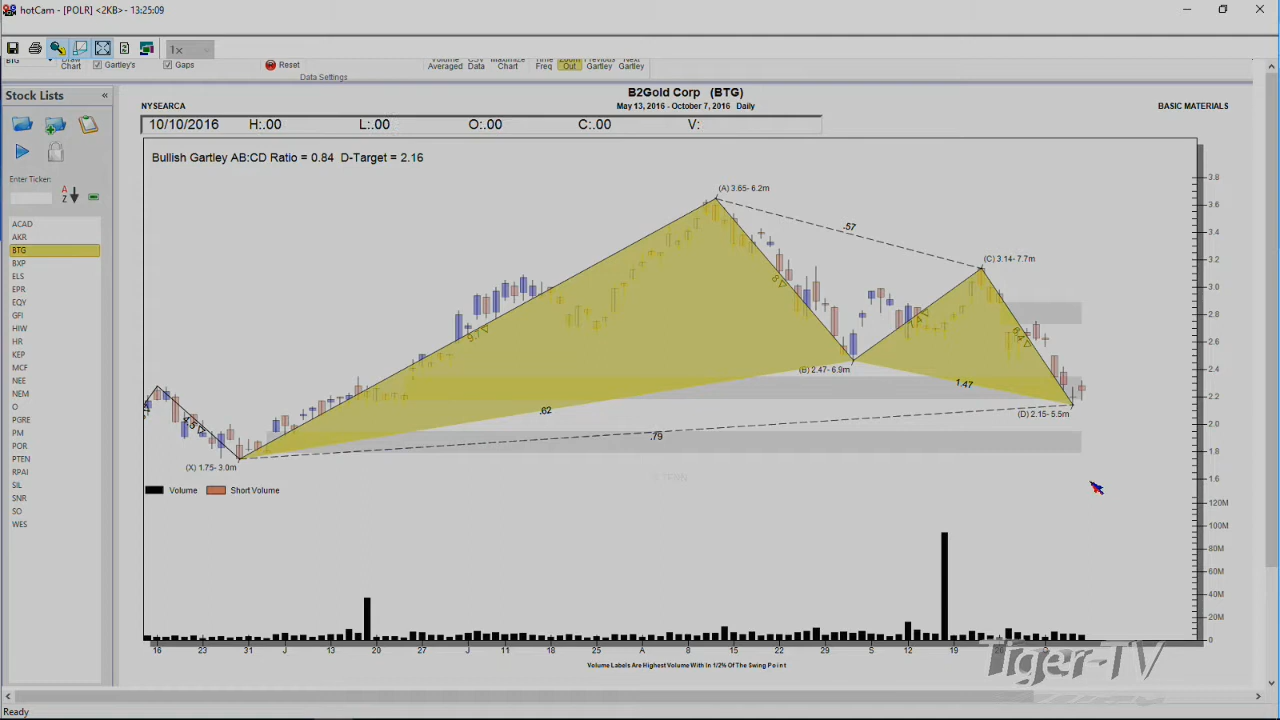 hotCam - [POLR] <2KB> - 13:25:09
1x
BTG
Draw Chart
Gartley's
Gaps
Reset
Volume Averaged
CSV Data
Maximize Chart
Time Freq
Zoom Out
Previous Gartley
Next Gartley
Data Settings
Stock Lists
Enter Ticker:
A
Z
ACAD
AKR
BTG
BXP
ELS
EPR
EQY
GFI
HIW
HR
KEP
MCF
NEE
NEM
O
PGRE
PM
POR
PTEN
RPAI
SIL
SNR
SO
WES
B2Gold Corp (BTG)
NYSEARCA
May 13, 2016 - October 7, 2016 Daily
BASIC MATERIALS
10/10/2016 H:.00 L:.00 O:.00 C:.00 V:
Bullish Gartley AB:CD Ratio = 0.84 D-Target = 2.16
(A) 3.65- 6.2m
.57
(C) 3.14- 7.7m
(B) 2.47- 6.9m
1.47
.62
(D) 2.15- 5.5m
.79
(X) 1.75- 3.0m
3.8
3.6
3.4
3.2
3.0
2.8
2.6
2.4
2.2
2.0
1.8
1.6
Volume Short Volume
120M
100M
80M
60M
40M
20M
0
16 23 31 J 13 20 27 J 11 18 25 A 8 15 22 29 S 12 19
Volume Labels Are Highest Volume With In 1/2% Of The Swing Point
Tiger-TV
Ready